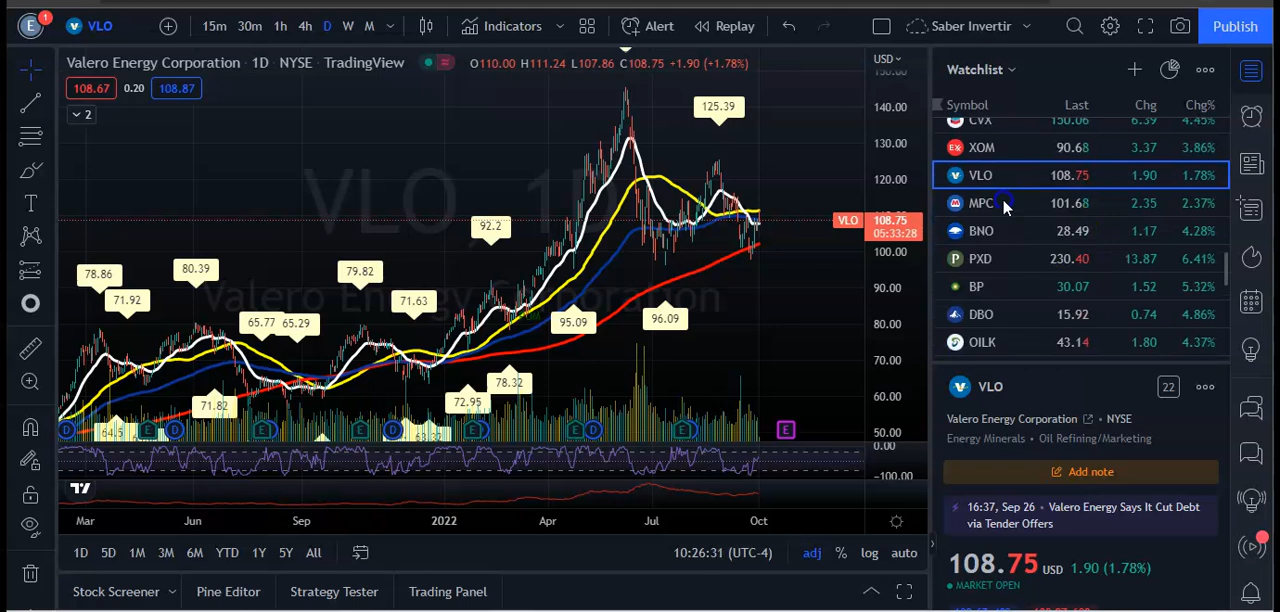 E 1 VLO 15m 30m 1h 4h D W M Indicators Alert Replay Saber Invertir Publish
Valero Energy Corporation · 1D · NYSE · TradingView O110.00 H111.24 L107.86 C108.75 +1.90 (+1.78%)
108.67 0.20 108.87
2
VLO, 1D
Valero Energy Corporation
125.39
92.2
78.86
71.92
80.39
65.77
65.29
79.82
71.63
95.09
96.09
71.82
72.95
78.32
64.5
D E D E E D E E D E E
USD
150.00
140.00
130.00
120.00
VLO 108.75
05:33:28
100.00
90.00
80.00
70.00
60.00
50.00
0.00
-100.00
Mar Jun Sep 2022 Apr Jul Oct
1D 5D 1M 3M 6M YTD 1Y 5Y All 10:26:31 (UTC-4) adj % log auto
Stock Screener Pine Editor Strategy Tester Trading Panel
Watchlist
Symbol Last Chg Chg%
CVX 150.06 6.39 4.45%
XOM 90.68 3.37 3.86%
VLO 108.75 1.90 1.78%
MPC 101.68 2.35 2.37%
BNO 28.49 1.17 4.28%
PXD 230.40 13.87 6.41%
BP 30.07 1.52 5.32%
DBO 15.92 0.74 4.86%
OILK 43.14 1.80 4.37%
VLO 22
Valero Energy Corporation • NYSE
Energy Minerals • Oil Refining/Marketing
Add note
16:37, Sep 26 • Valero Energy Says It Cut Debt
via Tender Offers
108.75 USD 1.90 (1.78%)
MARKET OPEN